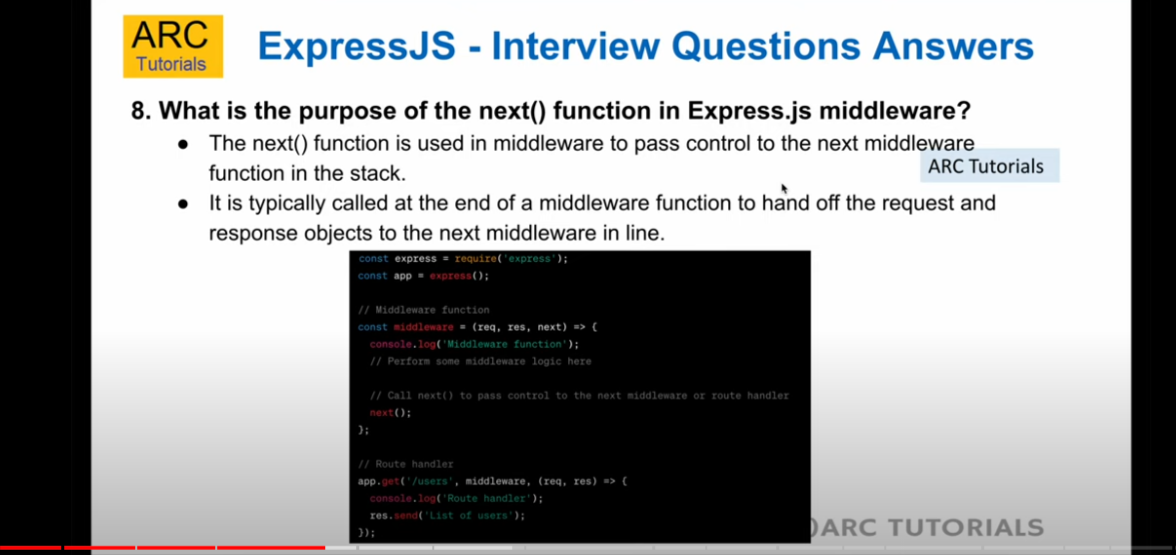 ARC
Tutorials
ExpressJS - Interview Questions Answers
8. What is the purpose of the next() function in Express.js middleware?
● The next() function is used in middleware to pass control to the next middleware
function in the stack.
ARC Tutorials
● It is typically called at the end of a middleware function to hand off the request and
response objects to the next middleware in line.
const express = require('express');
const app = express();
// Middleware function
const middleware = (req, res, next) => {
console.log('Middleware function');
// Perform some middleware logic here
// Call next() to pass control to the next middleware or route handler
next();
};
// Route handler
app.get('/users', middleware, (req, res) => {
console.log('Route handler');
res.send('List of users');
});
ARC TUTORIALS